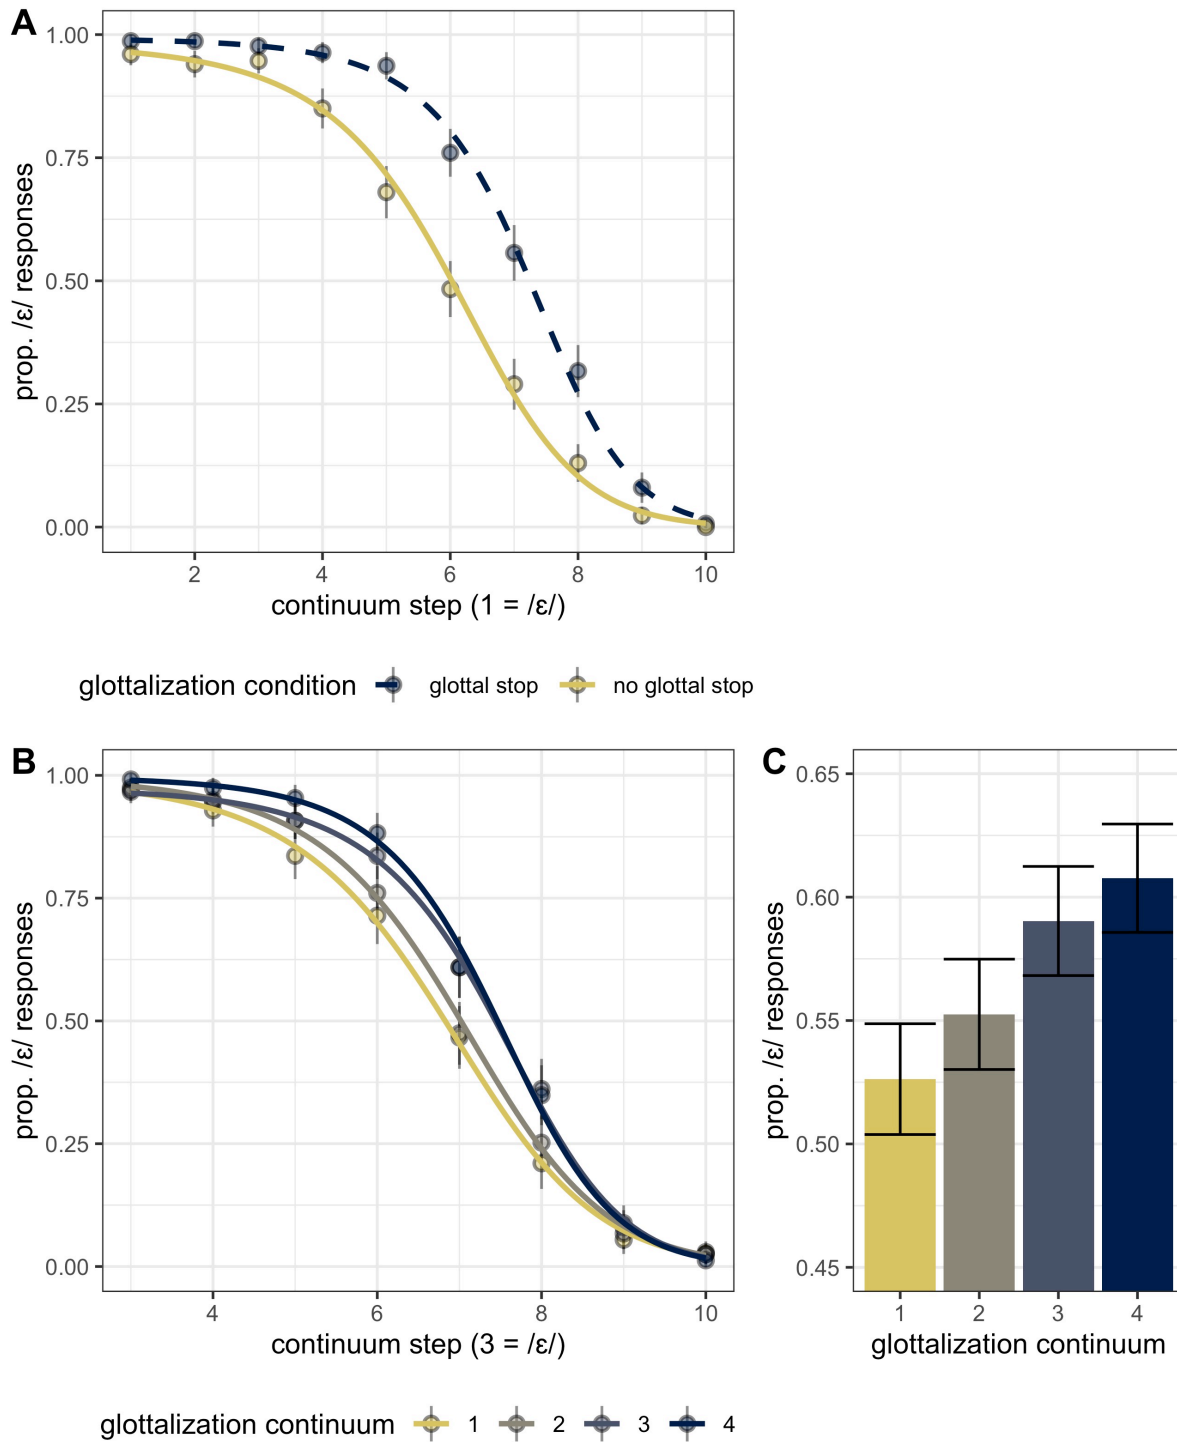 A
1.00
0.75
0.50
0.25
0.00
prop. /ɛ/ responses
2 4 6 8 10
continuum step (1 = /ɛ/)
glottalization condition glottal stop no glottal stop
B
1.00
0.75
0.50
0.25
0.00
prop. /ɛ/ responses
4 6 8 10
continuum step (3 = /ɛ/)
glottalization continuum 1 2 3 4
C
0.65
0.60
0.55
0.50
0.45
prop. /ɛ/ responses
1 2 3 4
glottalization continuum